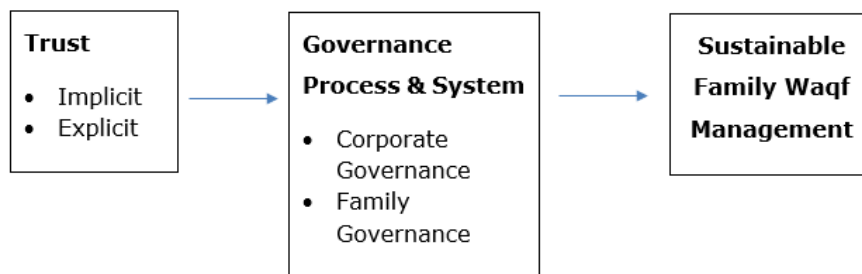 Trust
• Implicit
• Explicit
Governance
Process & System
• Corporate
Governance
• Family
Governance
Sustainable
Family Waqf
Management